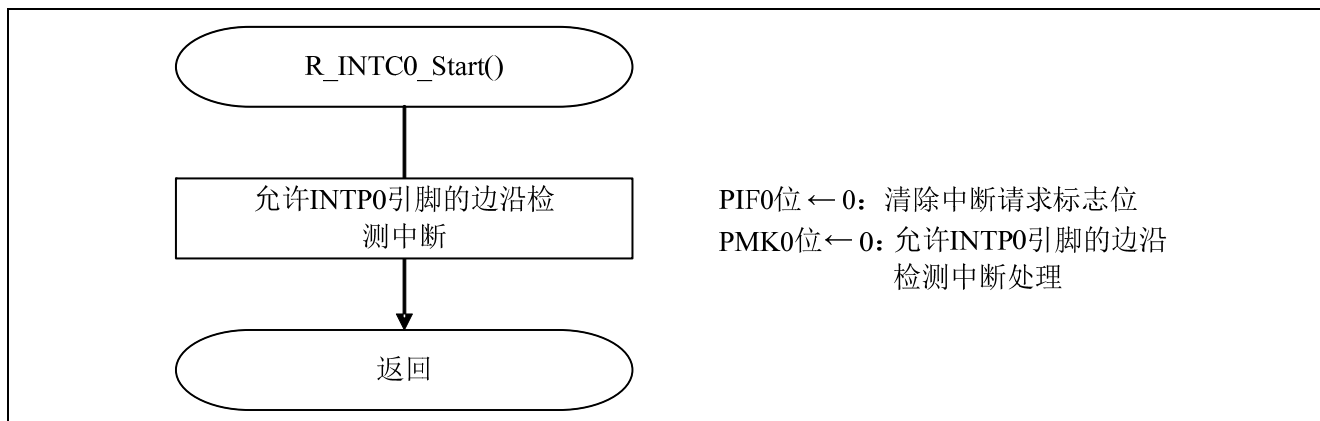 R_INTC0_Start()
允许INTP0引脚的边沿检
测中断
PIF0位 ← 0：清除中断请求标志位
PMK0位← 0：允许INTP0引脚的边沿
检测中断处理
返回